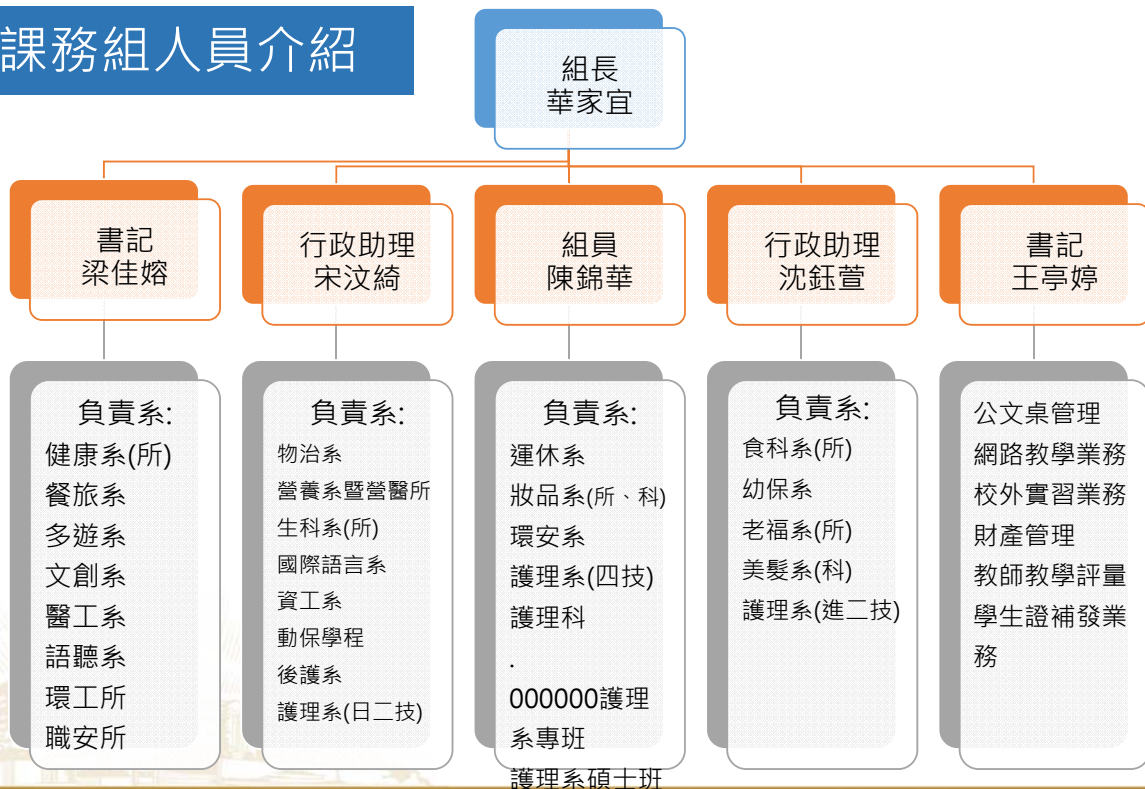 課務組人員介紹
組長
華家宜
書記
梁佳嫆
行政助理
宋汶綺
組員
陳錦華
行政助理
沈鈺萱
書記
王亭婷
負責系:
健康系(所)
餐旅系
多遊系
文創系
醫工系
語聽系
環工所
職安所
負責系:
物治系
營養系暨營醫所
生科系(所)
國際語言系
資工系
動保學程
後護系
護理系(日二技)
負責系:
運休系
妝品系(所、科)
環安系
護理系(四技)
護理科
.
000000護理
系專班
護理系碩士班
負責系:
食科系(所)
幼保系
老福系(所)
美髮系(科)
護理系(進二技)
公文桌管理
網路教學業務
校外實習業務
財產管理
教師教學評量
學生證補發業
務